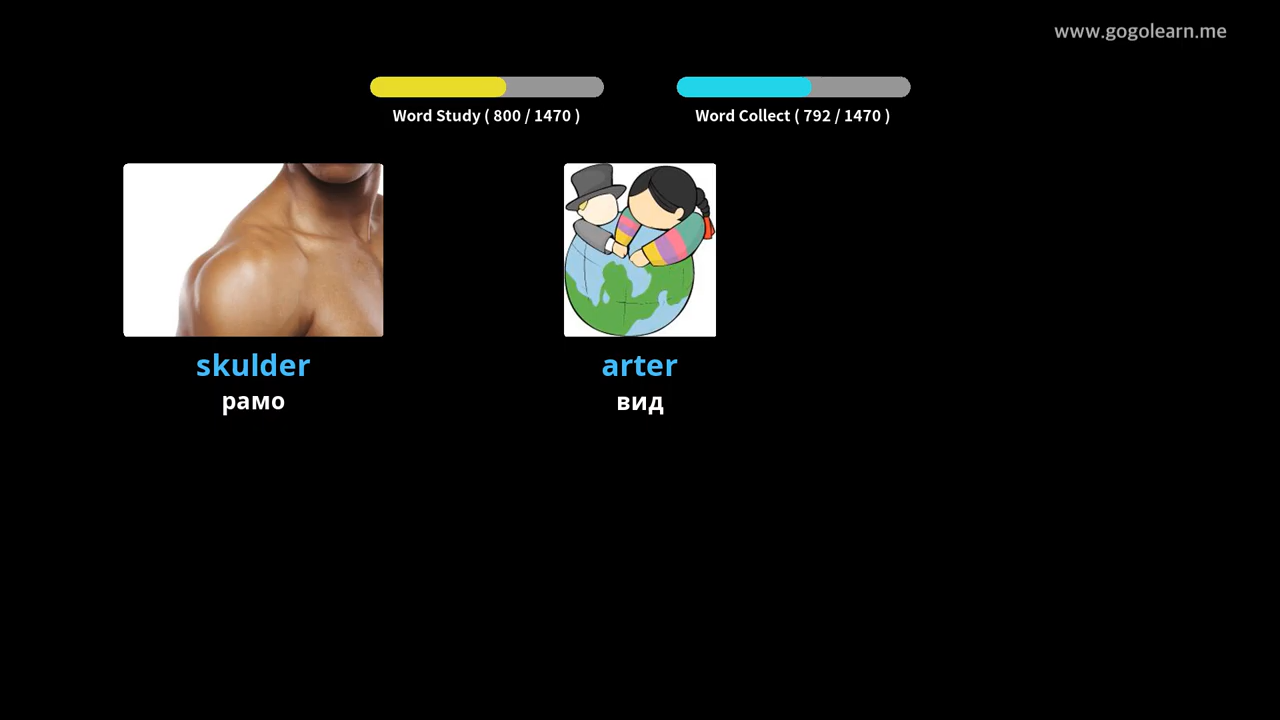 www.gogolearn.me
Word Study ( 800 / 1470 )
Word Collect ( 792 / 1470 )
skulder
рамо
arter
вид